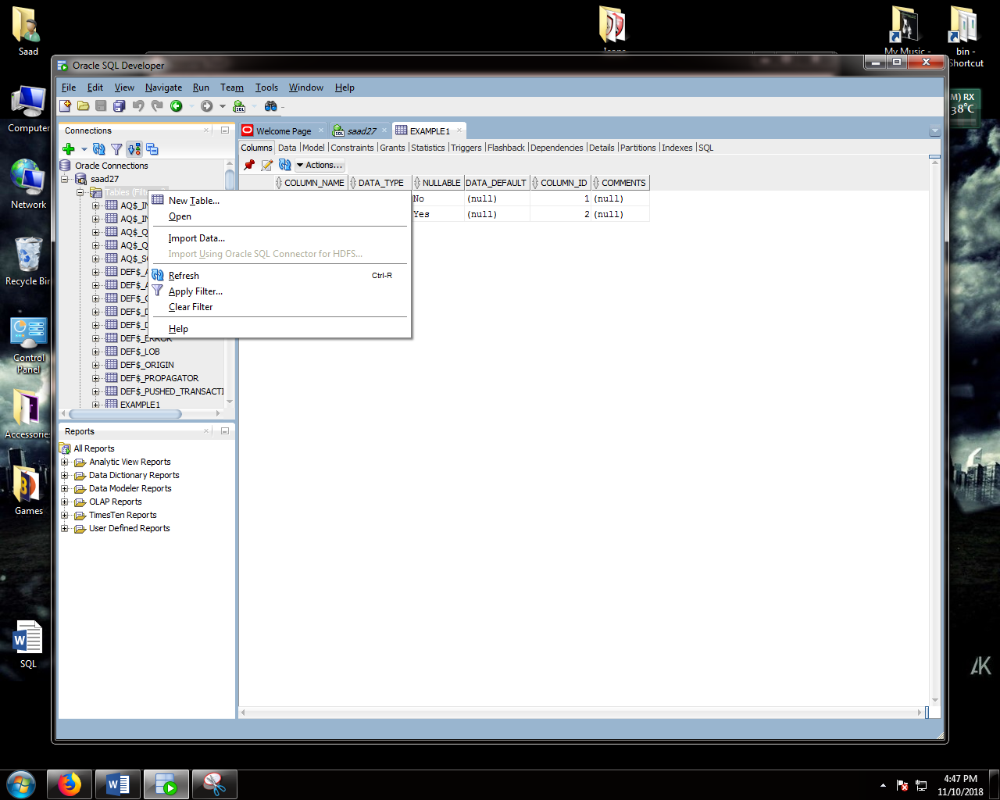 Saad
Icons
My Music -
bin -
Shortcut
Oracle SQL Developer
File Edit View Navigate Run Team Tools Window Help
M) RX
38°C
Computer
Connections
Welcome Page
saad27
EXAMPLE1
Columns Data Model Constraints Grants Statistics Triggers Flashback Dependencies Details Partitions Indexes SQL
Actions...
Oracle Connections
saad27
Tables (Filt
COLUMN_NAME DATA_TYPE NULLABLE DATA_DEFAULT COLUMN_ID COMMENTS
No (null) 1 (null)
Yes (null) 2 (null)
AQ$_IN
AQ$_IN
AQ$_Q
AQ$_Q
AQ$_S
DEF$_A
DEF$_A
DEF$_C
DEF$_D
DEF$_D
DEF$_ERROR
DEF$_LOB
DEF$_ORIGIN
DEF$_PROPAGATOR
DEF$_PUSHED_TRANSACTI
EXAMPLE1
New Table...
Open
Import Data...
Import Using Oracle SQL Connector for HDFS...
Refresh Ctrl-R
Apply Filter...
Clear Filter
Help
Network
Recycle Bin
Control
Panel
Accessorie
Games
SQL
Reports
All Reports
Analytic View Reports
Data Dictionary Reports
Data Modeler Reports
OLAP Reports
TimesTen Reports
User Defined Reports
AK
4:47 PM
11/10/2018